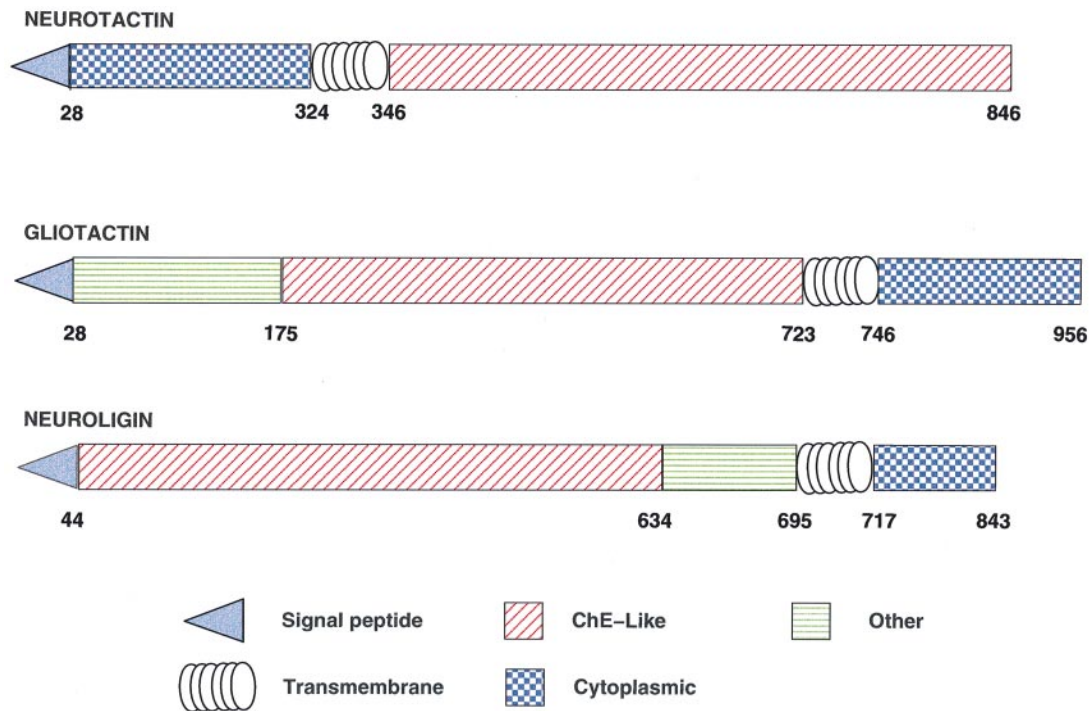 NEUROTACTIN
28 324 346 846
GLIOTACTIN
28 175 723 746 956
NEUROLIGIN
44 634 695 717 843
Signal peptide ChE-Like Other
Transmembrane Cytoplasmic